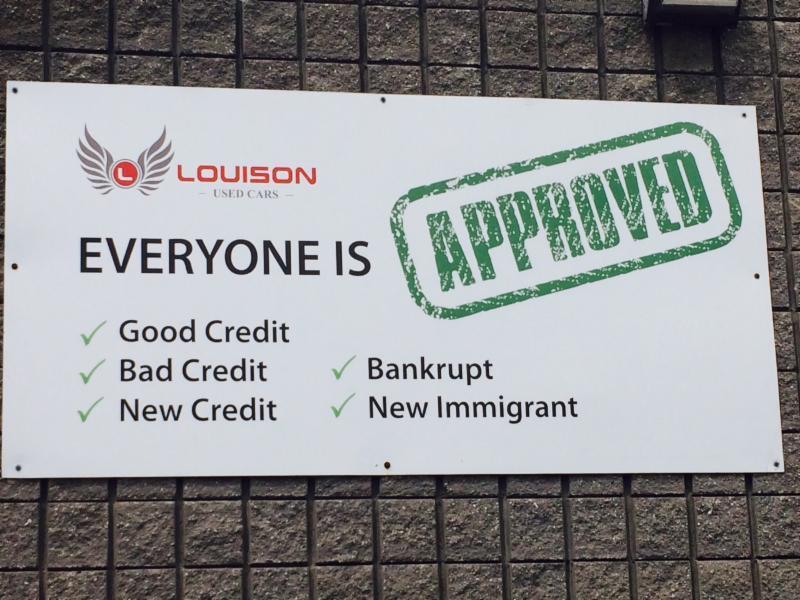 L LOUISON
– USED CARS –
EVERYONE IS APPROVED
✓ Good Credit
✓ Bad Credit
✓ New Credit
✓ Bankrupt
✓ New Immigrant